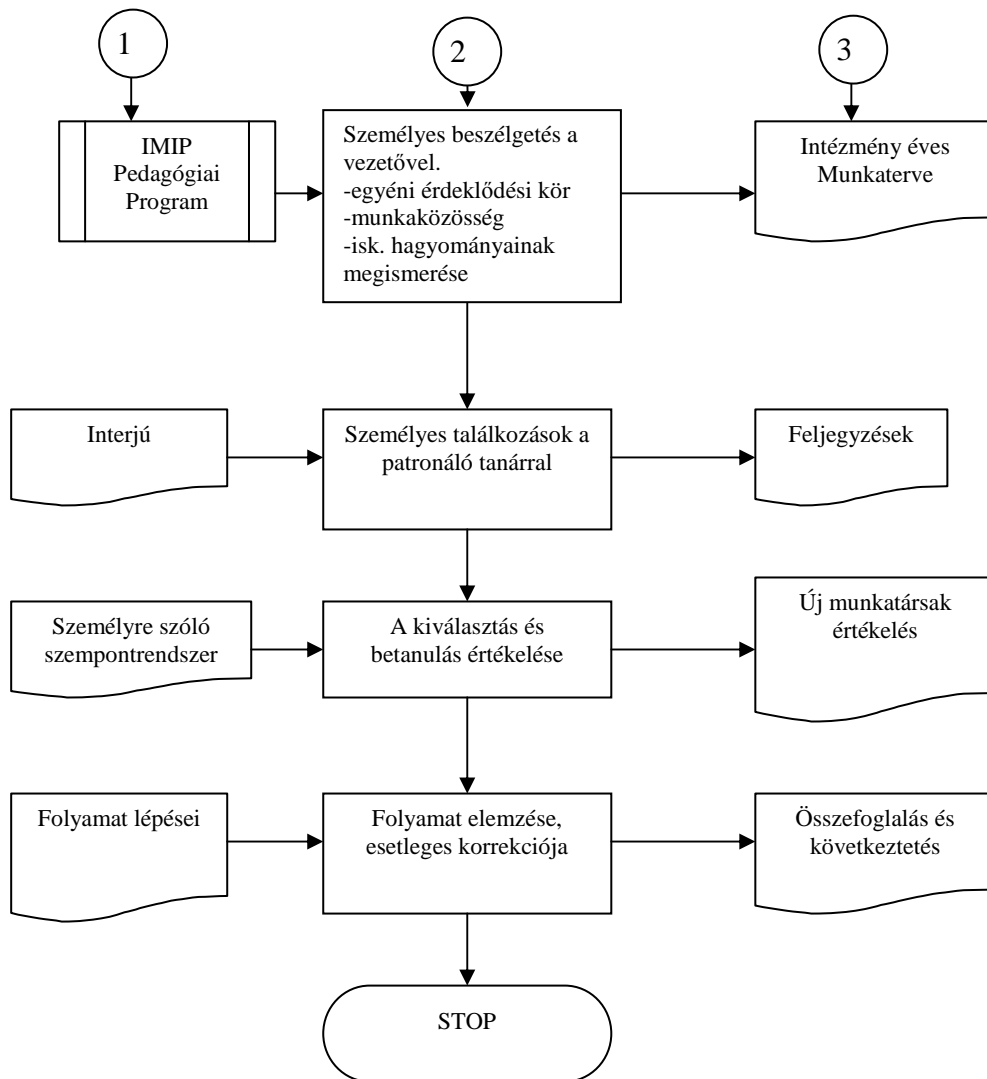 1
2
3
IMIP
Pedagógiai
Program
Személyes beszélgetés a
vezetővel.
-egyéni érdeklődési kör
-munkaközösség
-isk. hagyományainak
megismerése
Intézmény éves
Munkaterve
Interjú
Személyes találkozások a
patronáló tanárral
Feljegyzések
Személyre szóló
szempontrendszer
A kiválasztás és
betanulás értékelése
Új munkatársak
értékelés
Folyamat lépései
Folyamat elemzése,
esetleges korrekciója
Összefoglalás és
következtetés
STOP